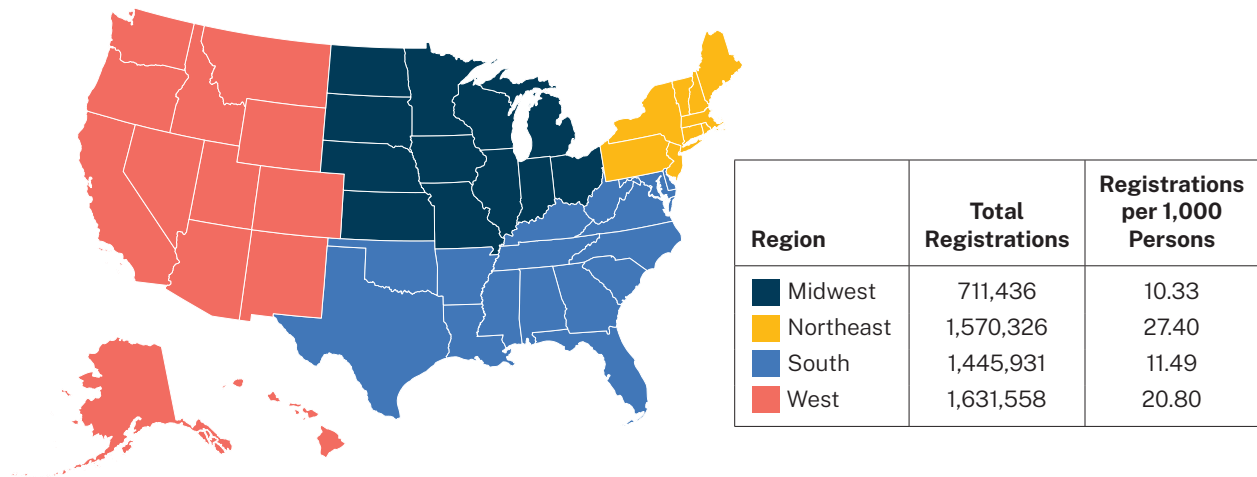 Region Total Registrations Registrations per 1,000 Persons
Midwest 711,436 10.33
Northeast 1,570,326 27.40
South 1,445,931 11.49
West 1,631,558 20.80